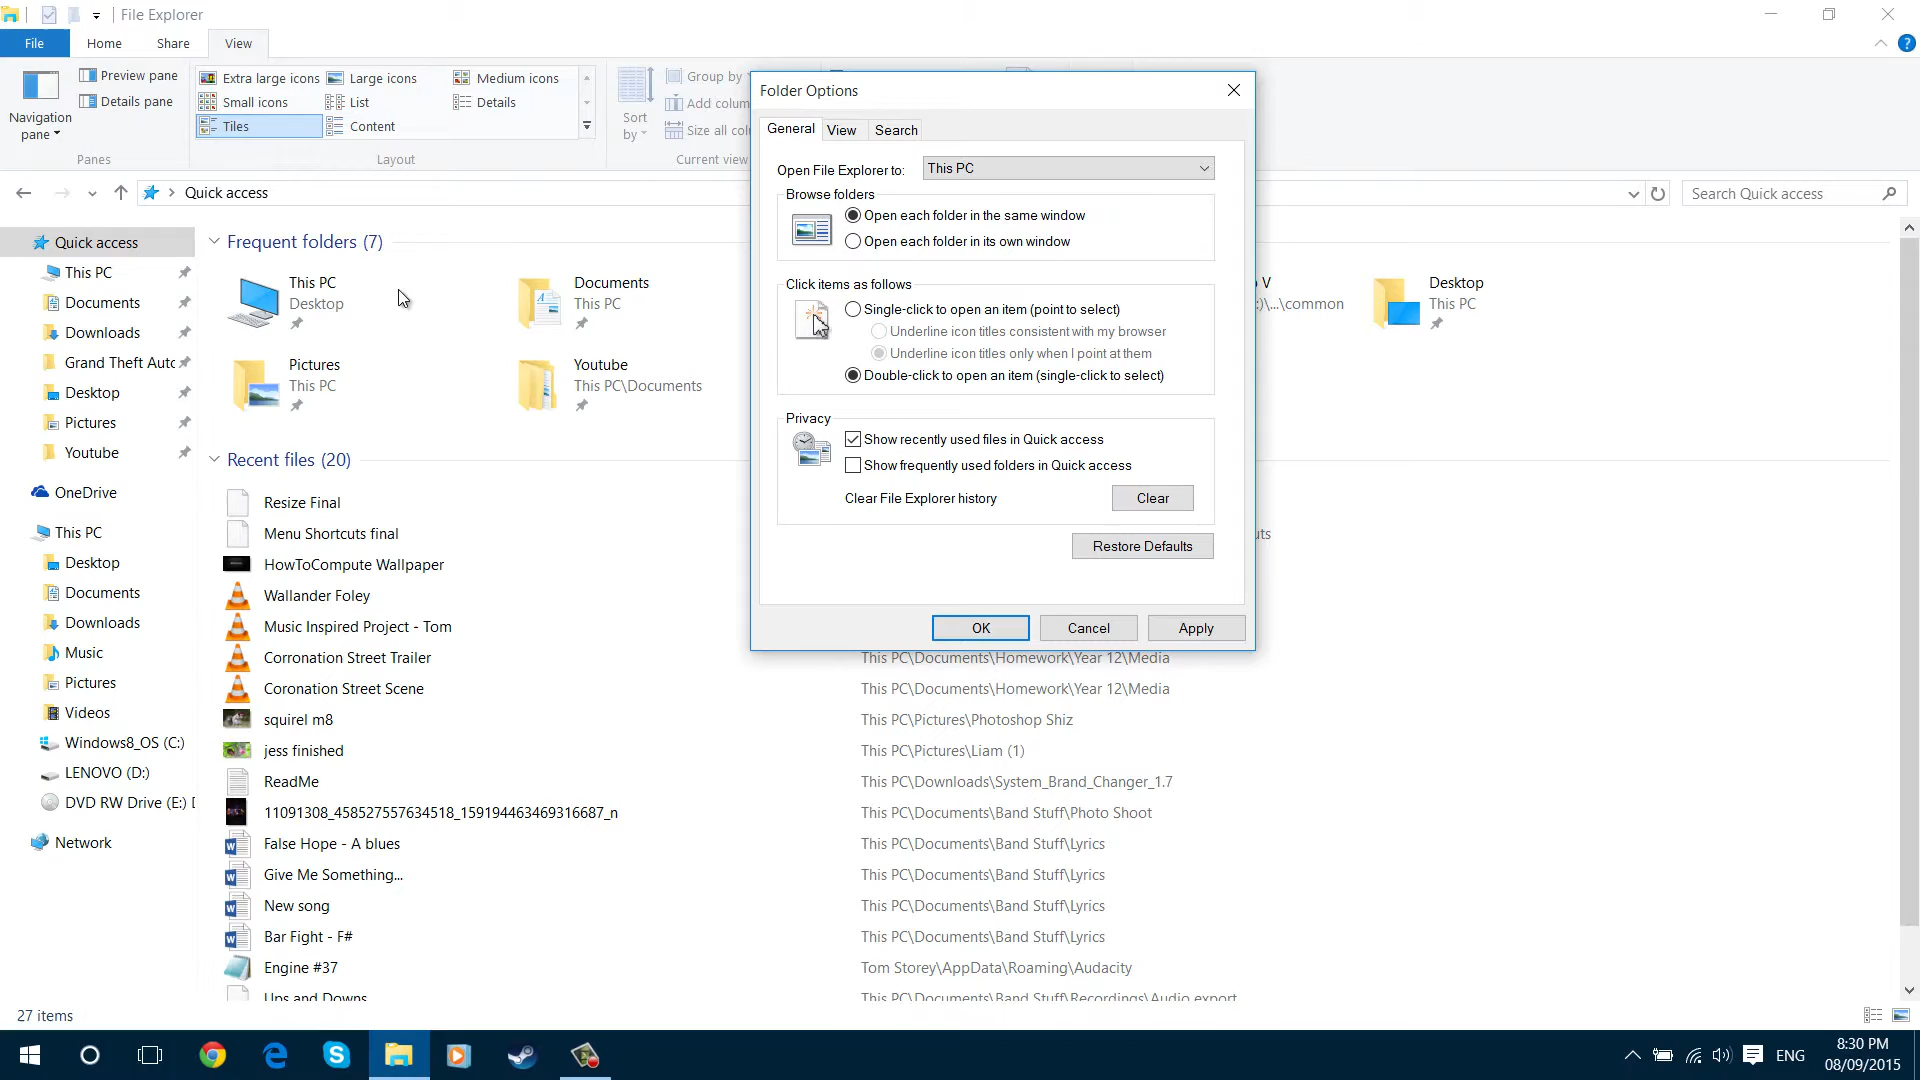 File Explorer
File Home Share View
Navigation pane
Preview pane
Details pane
Panes
Extra large icons Large icons Medium icons
Small icons List Details
Tiles Content
Layout
Sort by
Group by
Add colum
Size all col
Current view
Quick access
Search Quick access
Quick access
This PC
Documents
Downloads
Grand Theft Auto
Desktop
Pictures
Youtube
OneDrive
This PC
Desktop
Documents
Downloads
Music
Pictures
Videos
Windows8_OS (C:)
LENOVO (D:)
DVD RW Drive (E:)
Network
Frequent folders (7)
This PC
Desktop
Documents
This PC
V
:)\...\common
Desktop
This PC
Pictures
This PC
Youtube
This PC\Documents
Recent files (20)
Resize Final
Menu Shortcuts final
uts
HowToCompute Wallpaper
Wallander Foley
Music Inspired Project - Tom
Corronation Street Trailer This PC\Documents\Homework\Year 12\Media
Coronation Street Scene This PC\Documents\Homework\Year 12\Media
squirel m8 This PC\Pictures\Photoshop Shiz
jess finished This PC\Pictures\Liam (1)
ReadMe This PC\Downloads\System_Brand_Changer_1.7
11091308_458527557634518_159194463469316687_n This PC\Documents\Band Stuff\Photo Shoot
False Hope - A blues This PC\Documents\Band Stuff\Lyrics
Give Me Something... This PC\Documents\Band Stuff\Lyrics
New song This PC\Documents\Band Stuff\Lyrics
Bar Fight - F# This PC\Documents\Band Stuff\Lyrics
Engine #37 Tom Storey\AppData\Roaming\Audacity
Ups and Downs This PC\Documents\Band Stuff\Recordings\Audio export
Folder Options
General View Search
Open File Explorer to: This PC
Browse folders
Open each folder in the same window
Open each folder in its own window
Click items as follows
Single-click to open an item (point to select)
Underline icon titles consistent with my browser
Underline icon titles only when I point at them
Double-click to open an item (single-click to select)
Privacy
Show recently used files in Quick access
Show frequently used folders in Quick access
Clear File Explorer history Clear
Restore Defaults
OK Cancel Apply
27 items
ENG
8:30 PM
08/09/2015